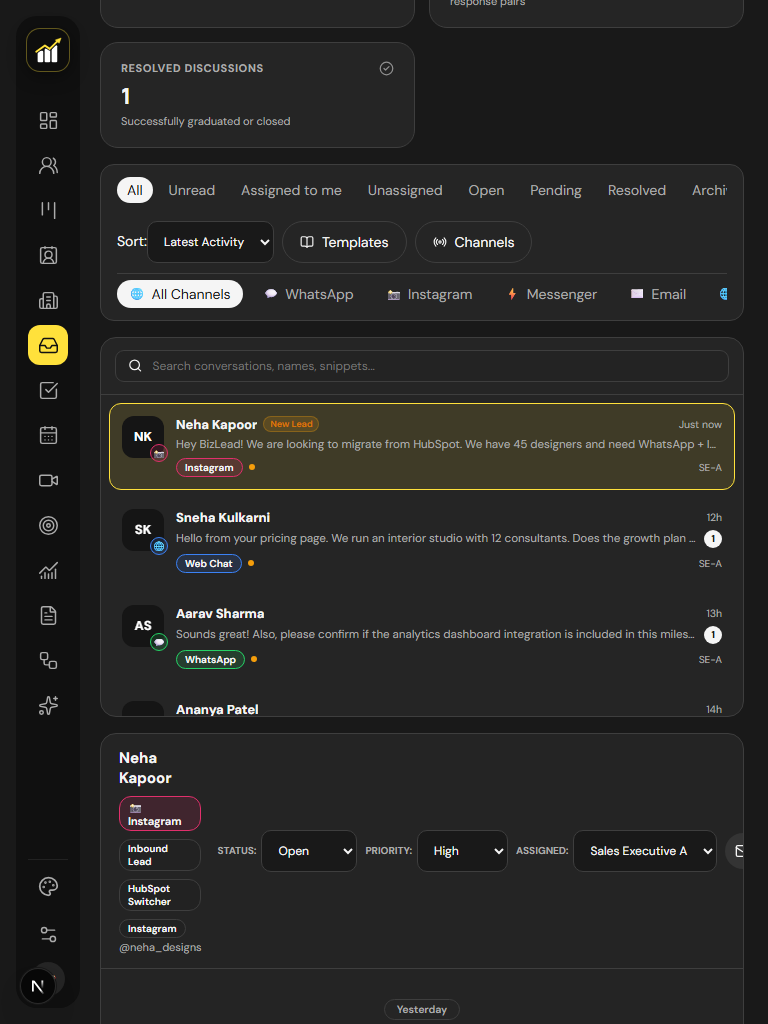 response pairs
RESOLVED DISCUSSIONS
1
Successfully graduated or closed
All Unread Assigned to me Unassigned Open Pending Resolved Archi
Sort: Latest Activity Templates Channels
All Channels WhatsApp Instagram Messenger Email
Search conversations, names, snippets...
NK
Neha Kapoor New Lead Just now
Hey BizLead! We are looking to migrate from HubSpot. We have 45 designers and need WhatsApp + I...
Instagram SE-A
SK
Sneha Kulkarni 12h
Hello from your pricing page. We run an interior studio with 12 consultants. Does the growth plan ... 1
Web Chat SE-A
AS
Aarav Sharma 13h
Sounds great! Also, please confirm if the analytics dashboard integration is included in this miles... 1
WhatsApp SE-A
Ananya Patel 14h
Neha
Kapoor
Instagram
Inbound
Lead
HubSpot
Switcher
Instagram
@neha_designs
STATUS: Open PRIORITY: High ASSIGNED: Sales Executive A
Yesterday
N